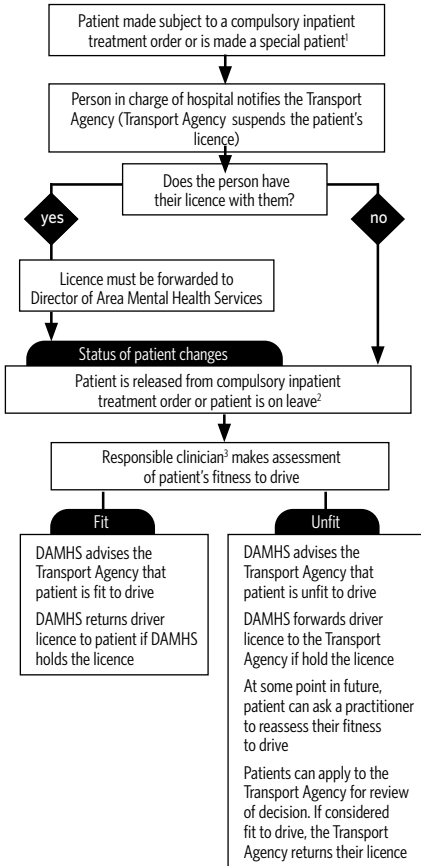 Patient made subject to a compulsory inpatient
treatment order or is made a special patient¹
Person in charge of hospital notifies the Transport
Agency (Transport Agency suspends the patient’s
licence)
Does the person have
their licence with them?
yes
no
Licence must be forwarded to
Director of Area Mental Health Services
Status of patient changes
Patient is released from compulsory inpatient
treatment order or patient is on leave²
Responsible clinician³ makes assessment
of patient’s fitness to drive
Fit
DAMHS advises the
Transport Agency that
patient is fit to drive
DAMHS returns driver
licence to patient if DAMHS
holds the licence
Unfit
DAMHS advises the
Transport Agency that
patient is unfit to drive
DAMHS forwards driver
licence to the Transport
Agency if hold the licence
At some point in future,
patient can ask a practitioner
to reassess their fitness
to drive
Patients can apply to the
Transport Agency for review
of decision. If considered
fit to drive, the Transport
Agency returns their licence